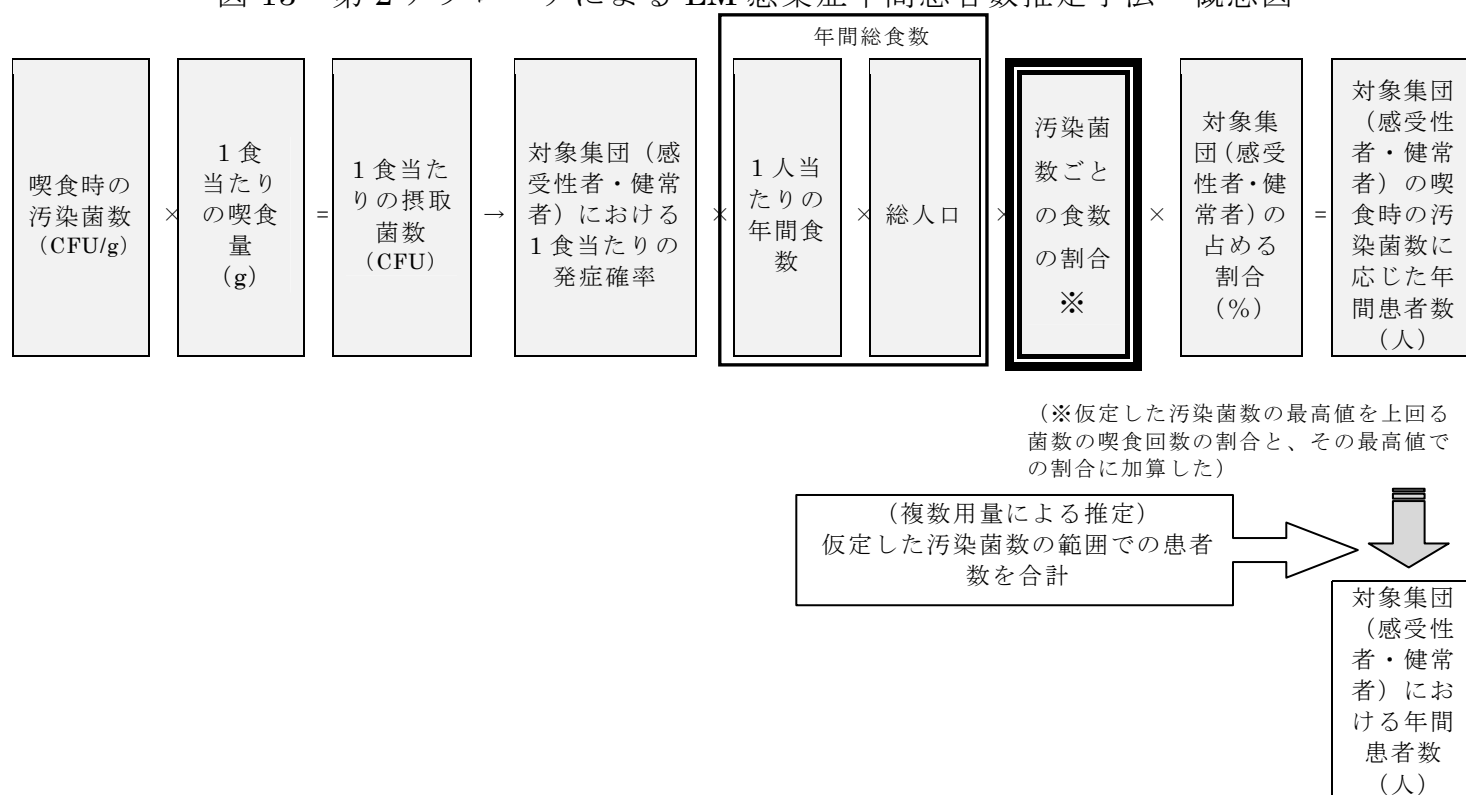 年間総食数
喫食時の
汚染菌数
（CFU/g）
×
1 食
当たり
の喫食
量
（g）
=
1 食当た
りの摂取
菌数
（CFU）
→
対象集団（感
受性者・健常
者）における
1 食当たりの
発症確率
×
1 人当
たりの
年間食
数
×
総人口
×
汚染菌
数ごと
の食数
の割合
※
×
対象集
団（感受
性者・健
常者）の
占める
割合
（%）
=
対象集団
（感受性
者・健常
者）の喫
食時の汚
染菌数に
応じた年
間患者数
（人）
（※仮定した汚染菌数の最高値を上回る
菌数の喫食回数の割合と、その最高値で
の割合に加算した）
（複数用量による推定）
仮定した汚染菌数の範囲での患者
数を合計
対象集団
（感受性
者・健常
者）にお
ける年間
患者数
（人）